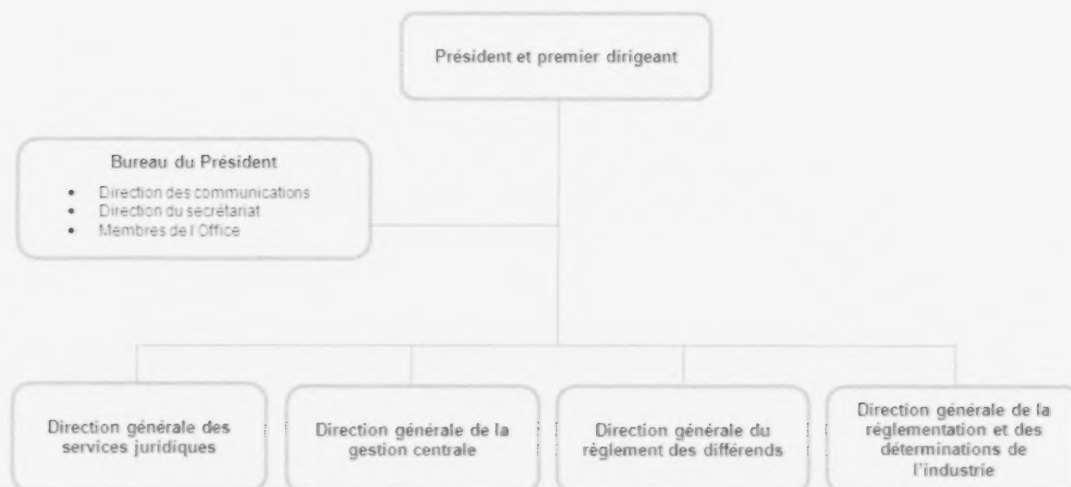 Président et premier dirigeant
Bureau du Président
• Direction des communications
• Direction du secrétariat
• Membres de l'Office
Direction générale des
services juridiques
Direction générale de la
gestion centrale
Direction générale du
règlement des différends
Direction générale de la
réglementation et des
déterminations de
l'industrie